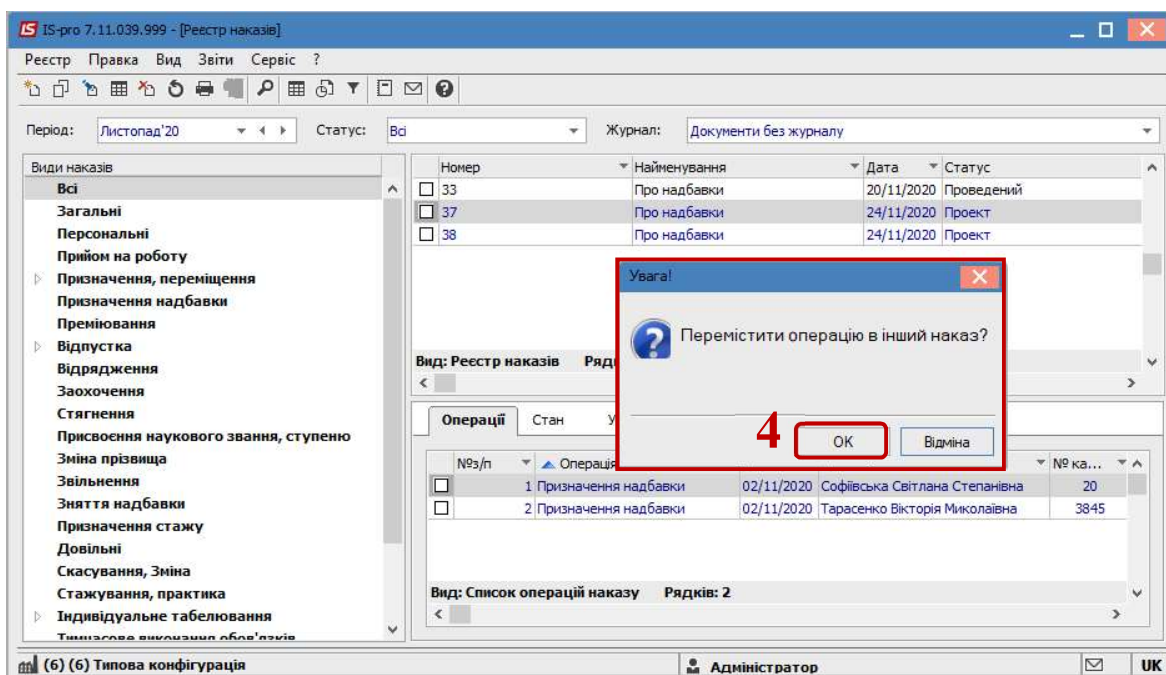 IS-pro 7.11.039.999 - [Реєстр наказів]
Реєстр Правка Вид Звіти Сервіс ?
Період: Листопад'20 Статус: Всі Журнал: Документи без журналу
Види наказів
Всі
Загальні
Персональні
Прийом на роботу
Призначення, переміщення
Призначення надбавки
Преміювання
Відпустка
Відрядження
Заохочення
Стягнення
Присвоєння наукового звання, ступеню
Зміна прізвища
Звільнення
Зняття надбавки
Призначення стажу
Довільні
Скасування, Зміна
Стажування, практика
Індивідуальне табелювання
Тимчасове виконання обов'язків
Номер Найменування Дата Статус
33 Про надбавки 20/11/2020 Проведений
37 Про надбавки 24/11/2020 Проект
38 Про надбавки 24/11/2020 Проект
Вид: Реєстр наказів Ряд
Увага!
Перемістити операцію в інший наказ?
4 OK Відміна
Операції Стан У
№з/п Операція № ка...
1 Призначення надбавки 02/11/2020 Софіївська Світлана Степанівна 20
2 Призначення надбавки 02/11/2020 Тарасенко Вікторія Миколаївна 3845
Вид: Список операцій наказу Рядків: 2
(6) (6) Типова конфігурація Адміністратор UK